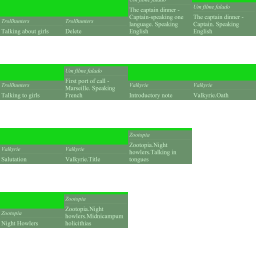 Trollhunters
Talking about girls
Trollhunters
Delete
Um filme falado
The captain dinner -
Captain-speaking one
language. Speaking
English
Um filme falado
The captain dinner -
Captain. Speaking
English
Trollhunters
Talking to girls
Um filme falado
First port of call -
Marseille. Speaking
French
Valkyrie
Introductory note
Valkyrie
Valkyrie.Oath
Valkyrie
Salutation
Valkyrie
Valkyrie.Title
Zootopia
Zootopia.Night
howlers.Talking in
tongues
Zootopia
Night Howlers
Zootopia
Zootopia.Night
howlers.Midnicampum
holicithias